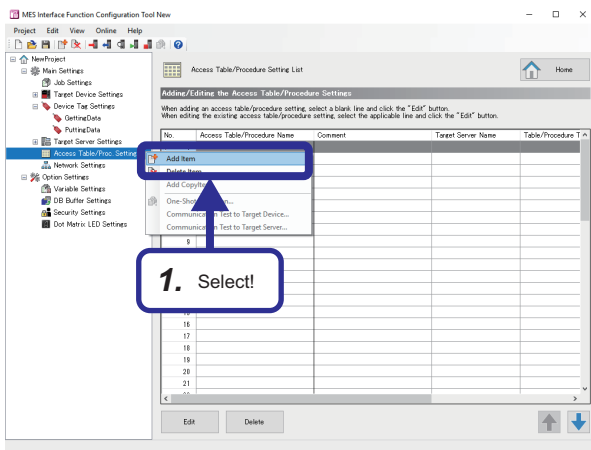 MES Interface Function Configuration Tool New
Project Edit View Online Help
NewProject
Main Settings
Job Settings
Target Device Settings
Device Tag Settings
GettingData
PuttingData
Target Server Settings
Access Table/Proc. Setting
Network Settings
Option Settings
Variable Settings
DB Buffer Settings
Security Settings
Dot Matrix LED Settings
Access Table/Procedure Setting List
Home
Adding/Editing the Access Table/Procedure Settings
When adding an access table/procedure setting, select a blank line and click the "Edit" button.
When editing the existing access table/procedure setting, select the applicable line and click the "Edit" button.
No. Access Table/Procedure Name Comment Target Server Name Table/Procedure T
Add Item
Delete Item
Add CopyIte
One-Shot
Communication Test to Target Device...
Communication Test to Target Server...
9
1. Select!
16
17
18
19
20
21
Edit Delete